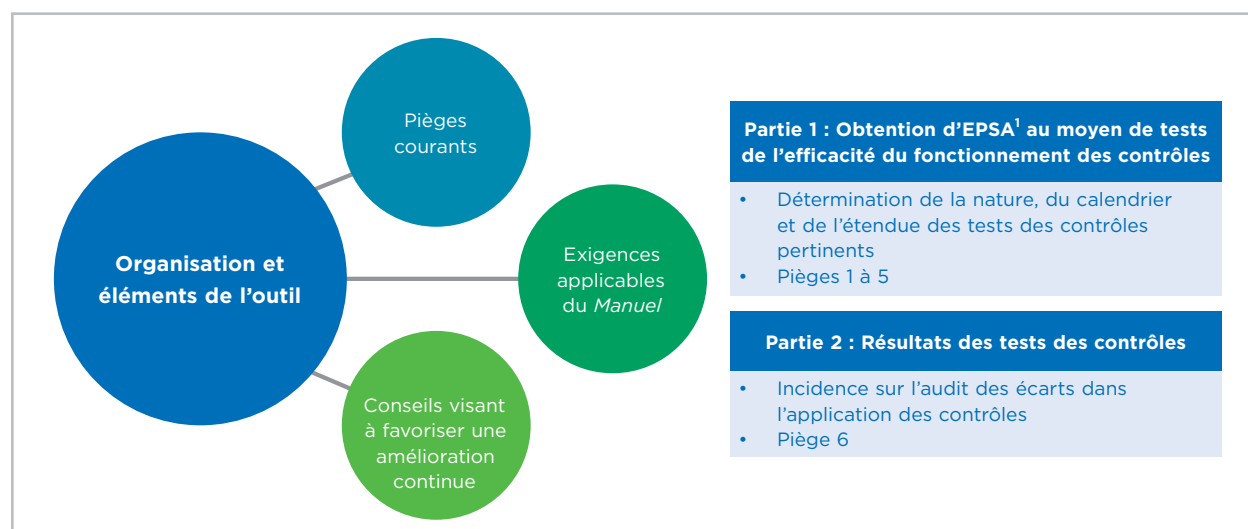 Organisation et
éléments de l'outil
Pièges
courants
Exigences
applicables
du Manuel
Conseils visant
à favoriser une
amélioration
continue
Partie 1 : Obtention d'EPSA¹ au moyen de tests
de l'efficacité du fonctionnement des contrôles
• Détermination de la nature, du calendrier
et de l'étendue des tests des contrôles
pertinents
• Pièges 1 à 5
Partie 2 : Résultats des tests des contrôles
• Incidence sur l'audit des écarts dans
l'application des contrôles
• Piège 6